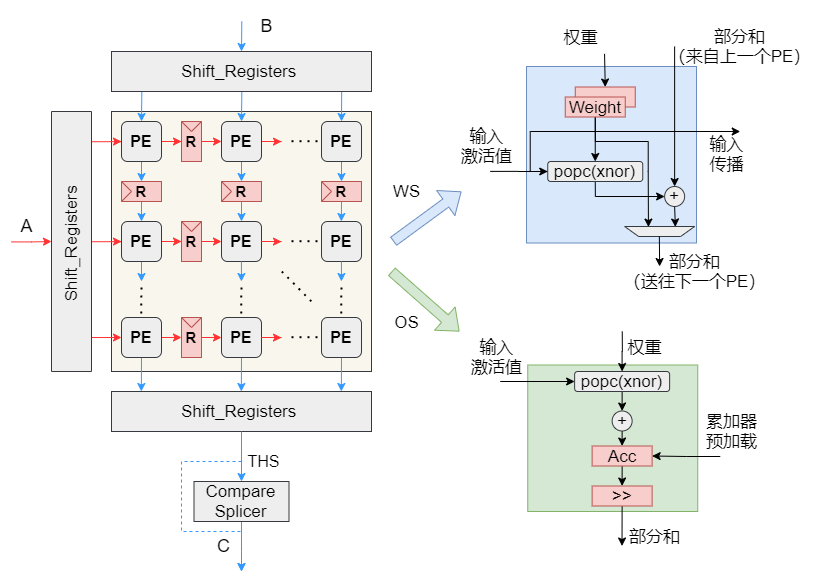 B
Shift_Registers
A
Shift_Registers
PE
R
PE
PE
R
R
R
PE
R
PE
PE
PE
R
PE
PE
Shift_Registers
THS
Compare
Splicer
C
WS
OS
权重
部分和
(来自上一个PE)
Weight
输入
激活值
popc(xnor)
+
输入
传播
部分和
(送往下一个PE)
权重
输入
激活值
popc(xnor)
+
累加器
预加载
Acc
>>
部分和